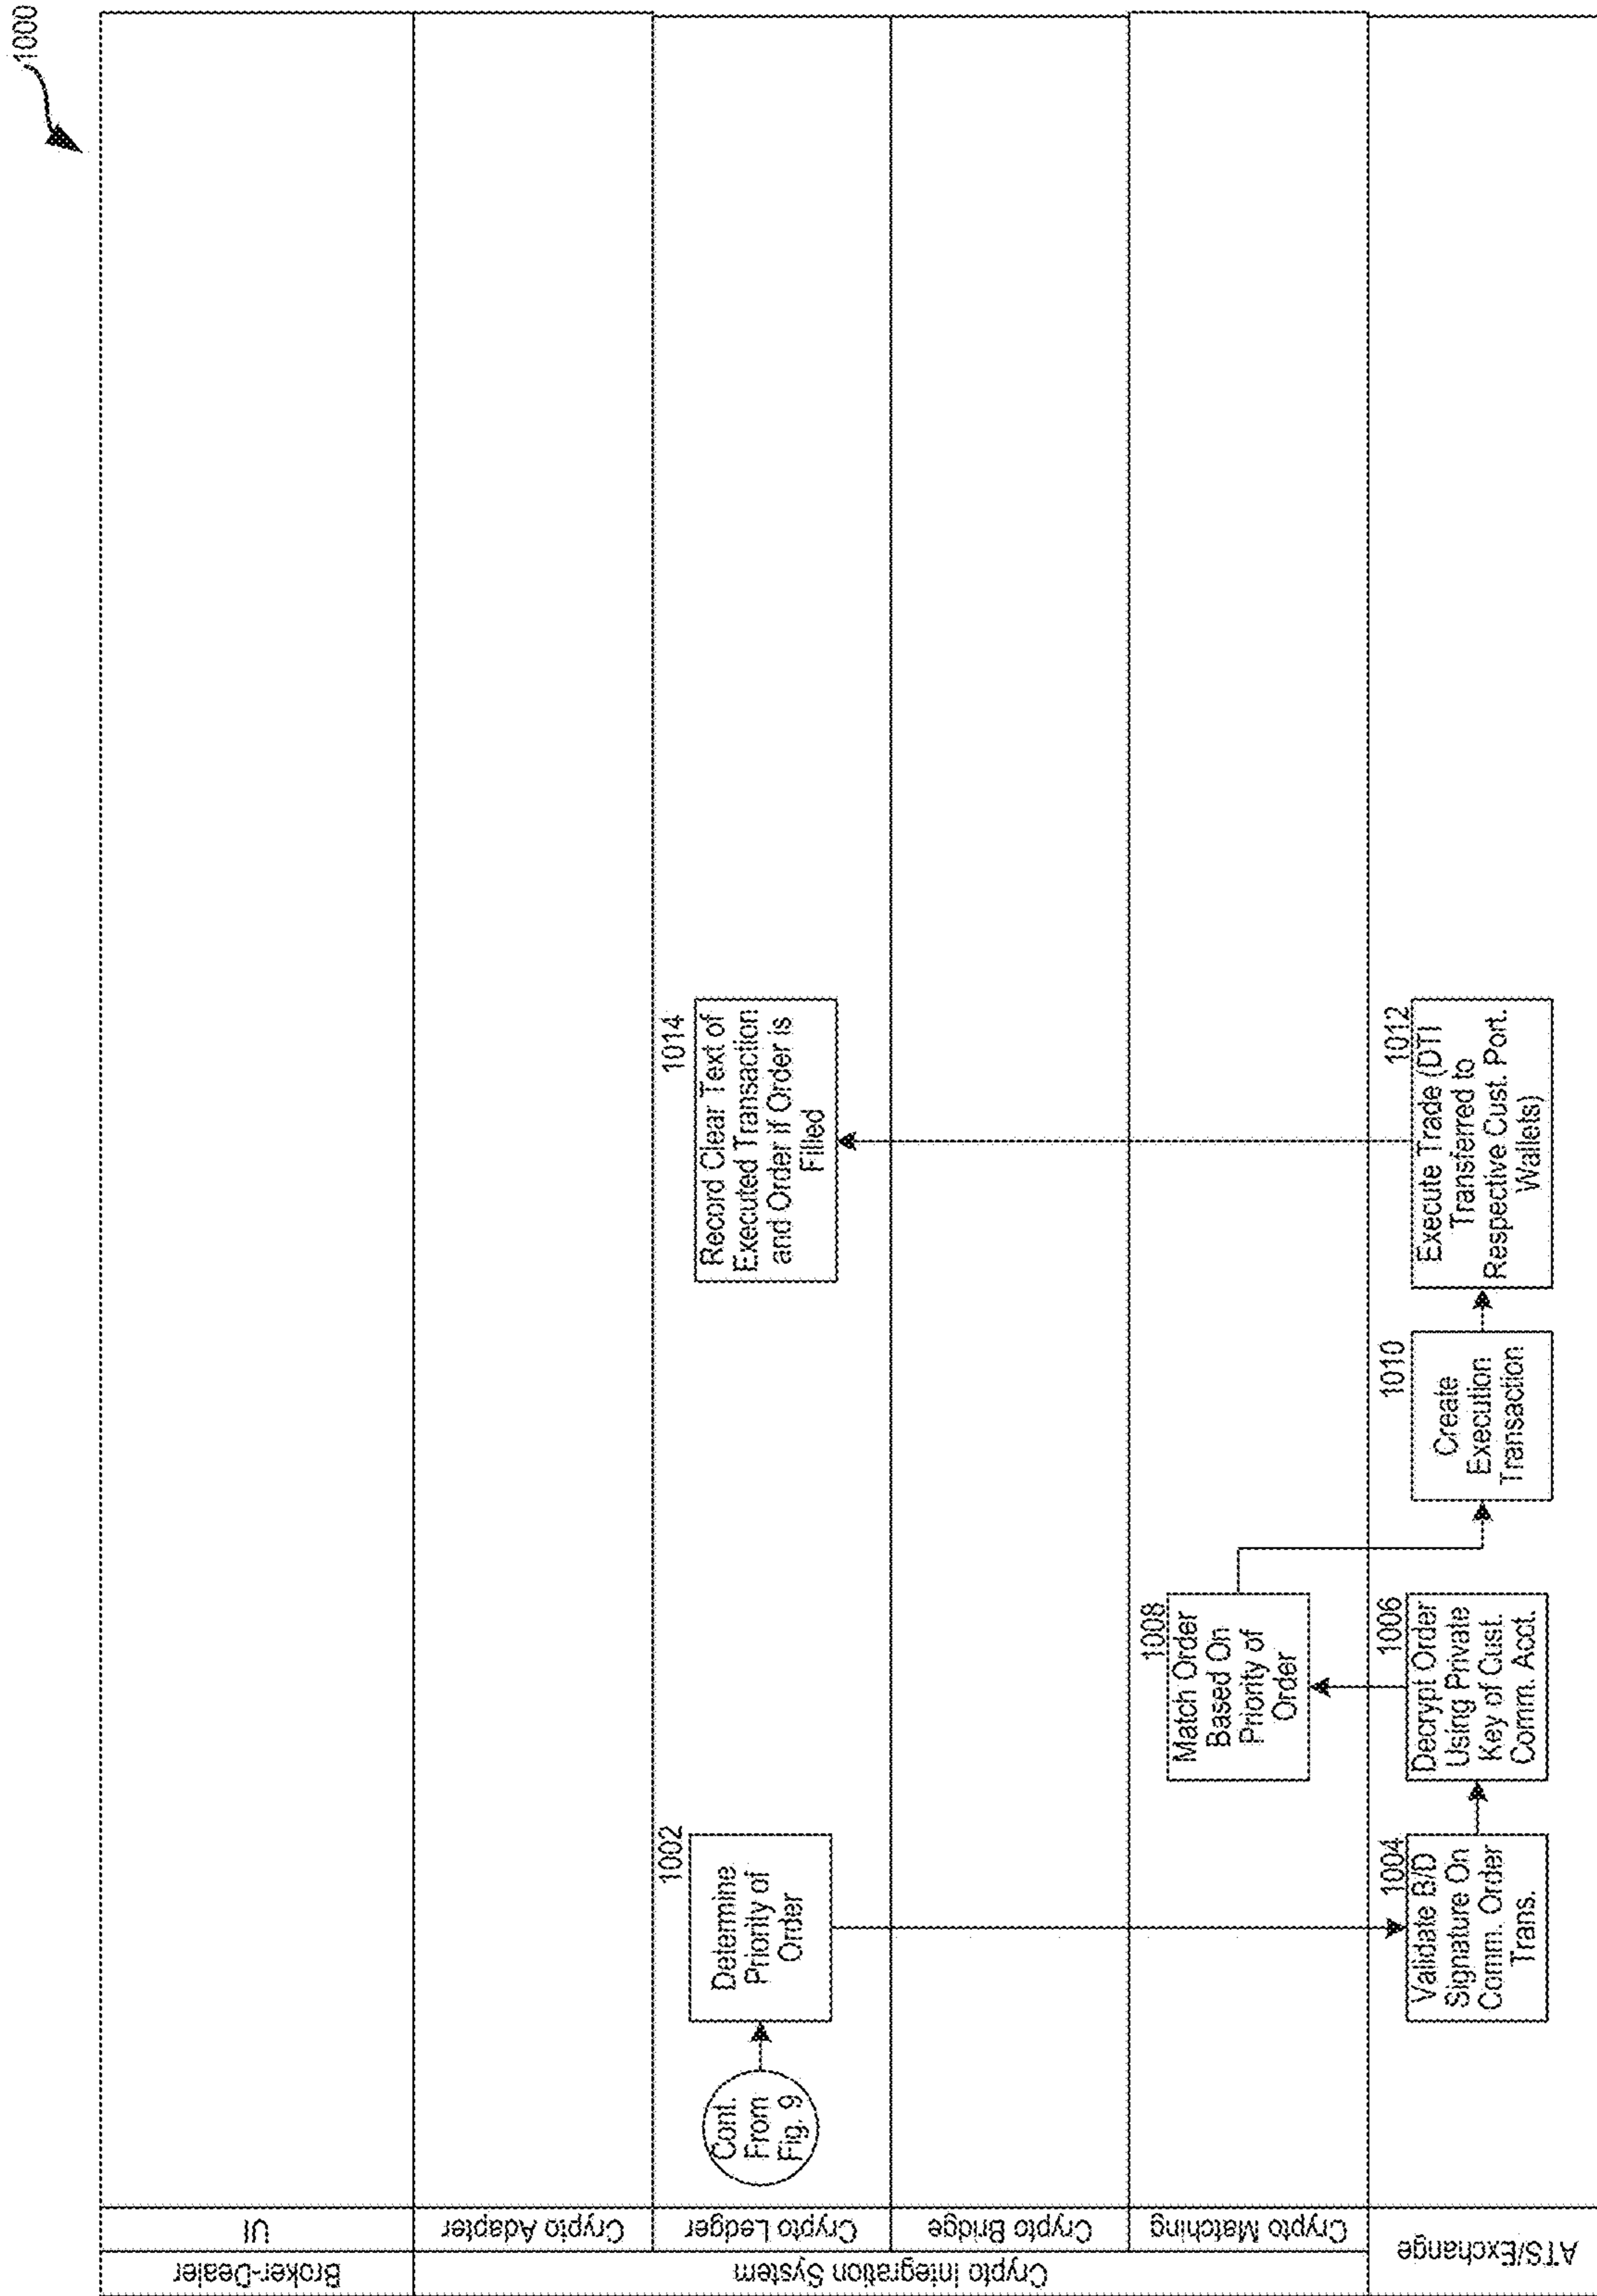 1000
Broker-Dealer
UI
Crypto Integration System
Crypto Adapter
Crypto Ledger
Crypto Bridge
Crypto Matching
ATS/Exchange
Cont.
From
Fig. 9
1002
Determine
Priority of
Order
1004
Validate B/D
Signature On
Comm. Order
Trans.
1006
Decrypt Order
Using Private
Key of Cust.
Comm. Acct.
1008
Match Order
Based On
Priority of
Order
1010
Create
Execution
Transaction
1012
Execute Trade (DTI
Transferred to
Respective Cust. Port.
Wallets)
1014
Record Clear Text of
Executed Transaction
and Order if Order is
Filled